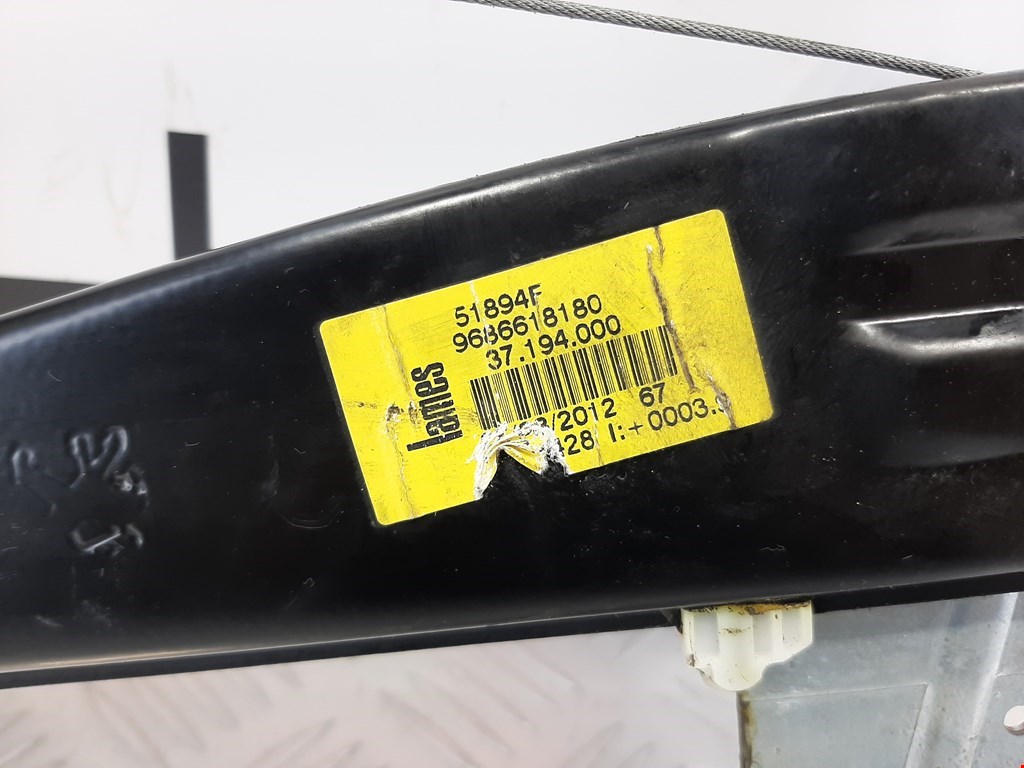 51894F
9686618180
37.194.000
lames
/2012 67
428 I:+0003.